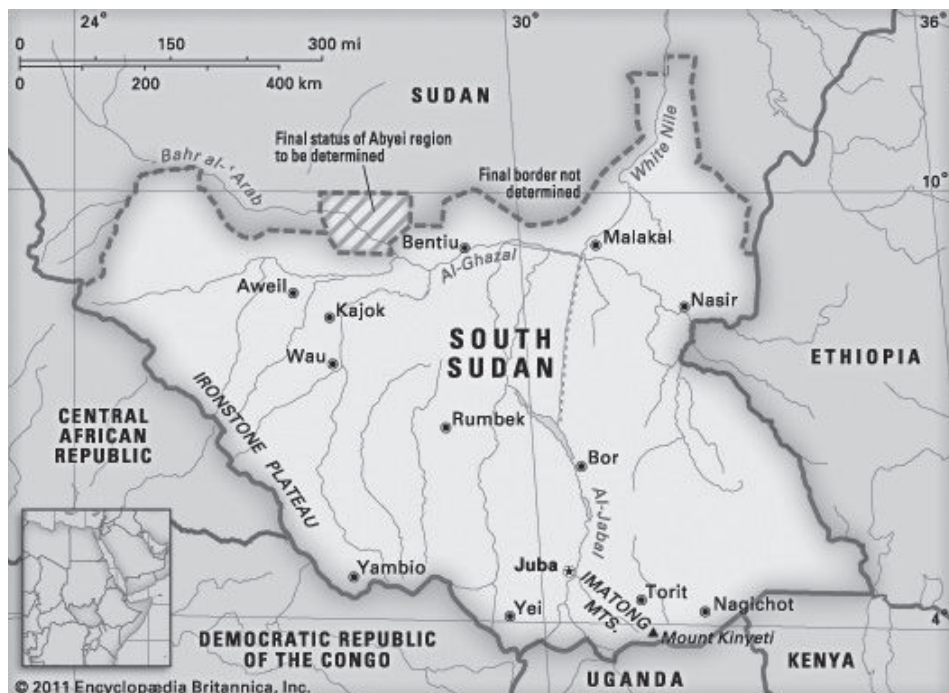 24°
30
36°
0 150 300 mi
0 200 400 km
SUDAN
Final status of Abyei region
to be determined
Bahr al-ʿArab
White Nile
Final border not
determined
10°
Bentiu
Malakal
Al-Ghazal
Aweil
Kajok
Nasir
SOUTH
SUDAN
Wau
ETHIOPIA
IRONSTONE PLATEAU
CENTRAL
AFRICAN
REPUBLIC
Rumbek
Bor
Al-Jabal
Yambio
Juba
IMATONG
MTS.
Torit
Yei
Nagichot
4°
Mount Kinyeti
DEMOCRATIC REPUBLIC
OF THE CONGO
UGANDA
KENYA
© 2011 Encyclopædia Britannica, Inc.